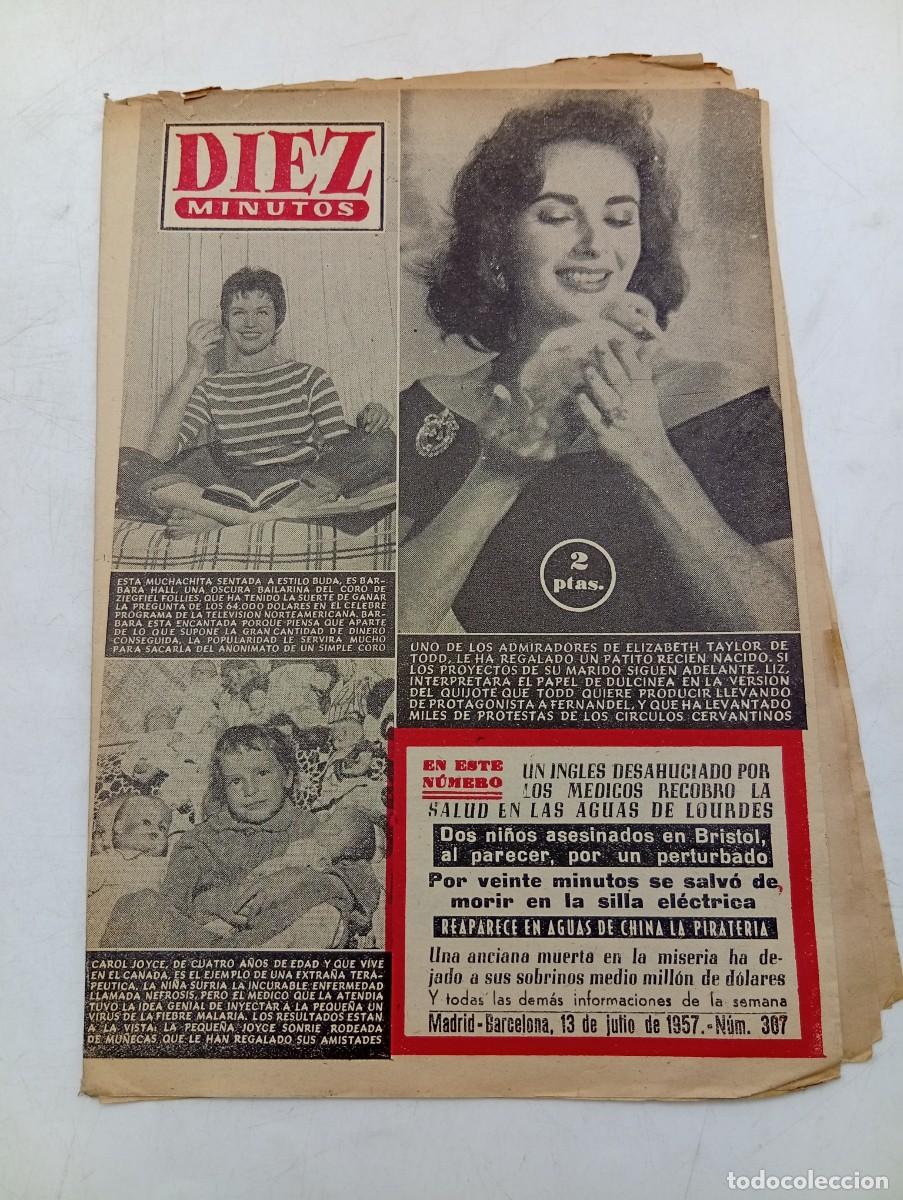 DIEZ
MINUTOS
ESTA MUCHACHITA SENTADA A ESTILO BUDA, ES BAR-
BARA HALL, UNA OSCURA BAILARINA DEL CORO DE
ZIEGFIEL FOLLIES, QUE HA TENIDO LA SUERTE DE GANAR
LA PREGUNTA DE LOS 64.000 DOLARES EN EL CELEBRE
PROGRAMA DE LA TELEVISION NORTEAMERICANA. BAR-
BARA ESTA ENCANTADA PORQUE PIENSA QUE APARTE
DE LO QUE SUPONE LA GRAN CANTIDAD DE DINERO
CONSEGUIDA, LA POPULARIDAD LE SERVIRA MUCHO
PARA SACARLA DEL ANONIMATO DE UN SIMPLE CORO
2
ptas.
UNO DE LOS ADMIRADORES DE ELIZABETH TAYLOR DE
TODD, LE HA REGALADO UN PATITO RECIEN NACIDO. SI
LOS PROYECTOS DE SU MARIDO SIGUEN ADELANTE, LIZ,
INTERPRETARA EL PAPEL DE DULCINEA EN LA VERSION
DEL QUIJOTE QUE TODD QUIERE PRODUCIR LLEVANDO
DE PROTAGONISTA A FERNANDEL, Y QUE HA LEVANTADO
MILES DE PROTESTAS DE LOS CIRCULOS CERVANTINOS
CAROL JOYCE, DE CUATRO AÑOS DE EDAD Y QUE VIVE
EN EL CANADA, ES EL EJEMPLO DE UNA EXTRAÑA TERA-
PEUTICA. LA NIÑA SUFRIA LA INCURABLE ENFERMEDAD
LLAMADA NEFROSIS, PERO EL MEDICO QUE LA ATENDIA
TUVO LA IDEA GENIAL DE INYECTAR A LA PEQUEÑA UN
VIRUS DE LA FIEBRE MALARIA. LOS RESULTADOS ESTAN
A LA VISTA: LA PEQUEÑA JOYCE SONRIE RODEADA
DE MUÑECAS QUE LE HAN REGALADO SUS AMISTADES
EN ESTE
NÚMERO
UN INGLES DESAHUCIADO POR
LOS MEDICOS RECOBRO LA
SALUD EN LAS AGUAS DE LOURDES
Dos niños asesinados en Bristol,
al parecer, por un perturbado
Por veinte minutos se salvó de
morir en la silla eléctrica
REAPARECE EN AGUAS DE CHINA LA PIRATERIA
Una anciana muerta en la miseria ha de-
jado a sus sobrinos medio millón de dólares
Y todas las demás informaciones de la semana
Madrid-Barcelona, 13 de julio de 1957.-Núm. 307
todocoleccion